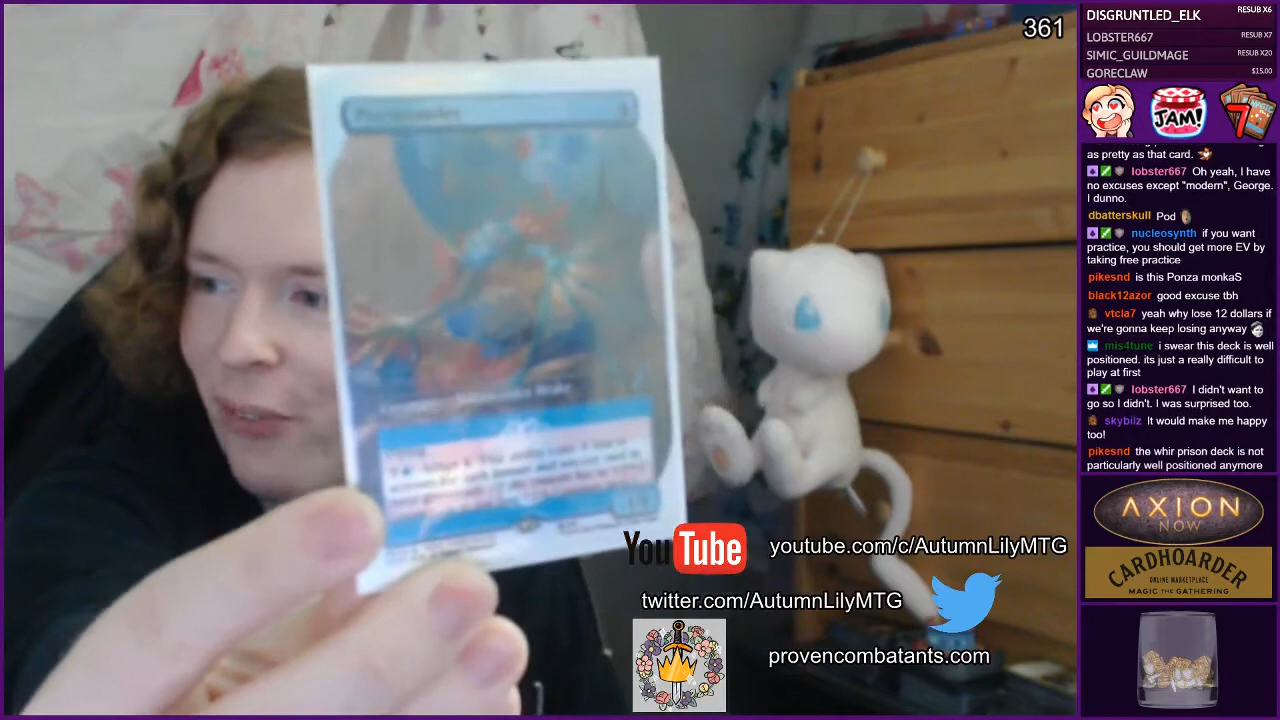 361
YouTube
youtube.com/c/AutumnLilyMTG
twitter.com/AutumnLilyMTG
provencombatants.com
DISGRUNTLED_ELK RESUB X6
LOBSTER667 RESUB X7
SIMIC_GUILDMAGE RESUB X20
GORECLAW $15.00
JAM!
7
as pretty as that card.
lobster667 Oh yeah, I have
no excuses except "modern", George.
I dunno.
dbatterskull Pod
nucleosynth if you want
practice, you should get more EV by
taking free practice
pikesnd is this Ponza monkaS
black12azor good excuse tbh
vtcla7 yeah why lose 12 dollars if
we're gonna keep losing anyway
mis4tune i swear this deck is well
positioned. its just a really difficult to
play at first
lobster667 I didn't want to
go so I didn't. I was surprised too.
skybilz It would make me happy
too!
pikesnd the whir prison deck is not
particularly well positioned anymore
AXION
NOW
CARDHOARDER
ONLINE MARKETPLACE
MAGIC THE GATHERING